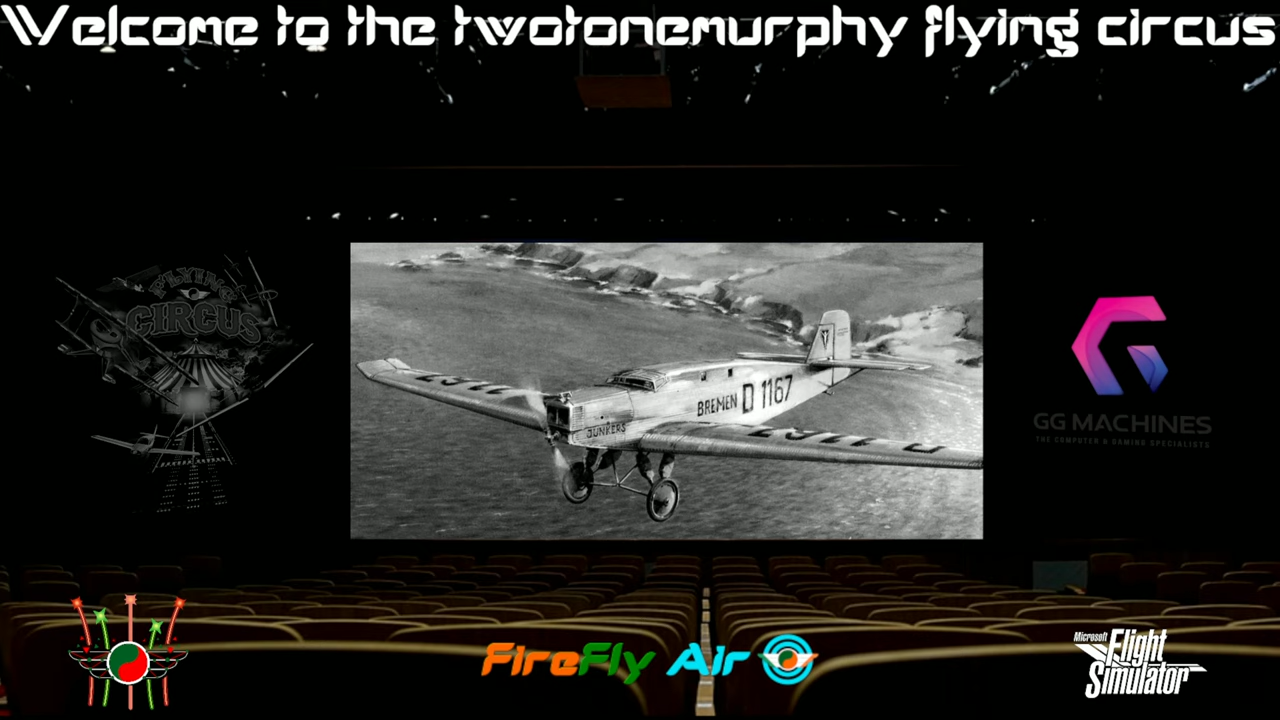 Welcome to the twotonemurphy flying circus
FLYING
CIRCUS
BREMEN D 1167
JUNKERS
GG MACHINES
THE COMPUTER & GAMING SPECIALISTS
FireFly Air
Microsoft
Flight
Simulator